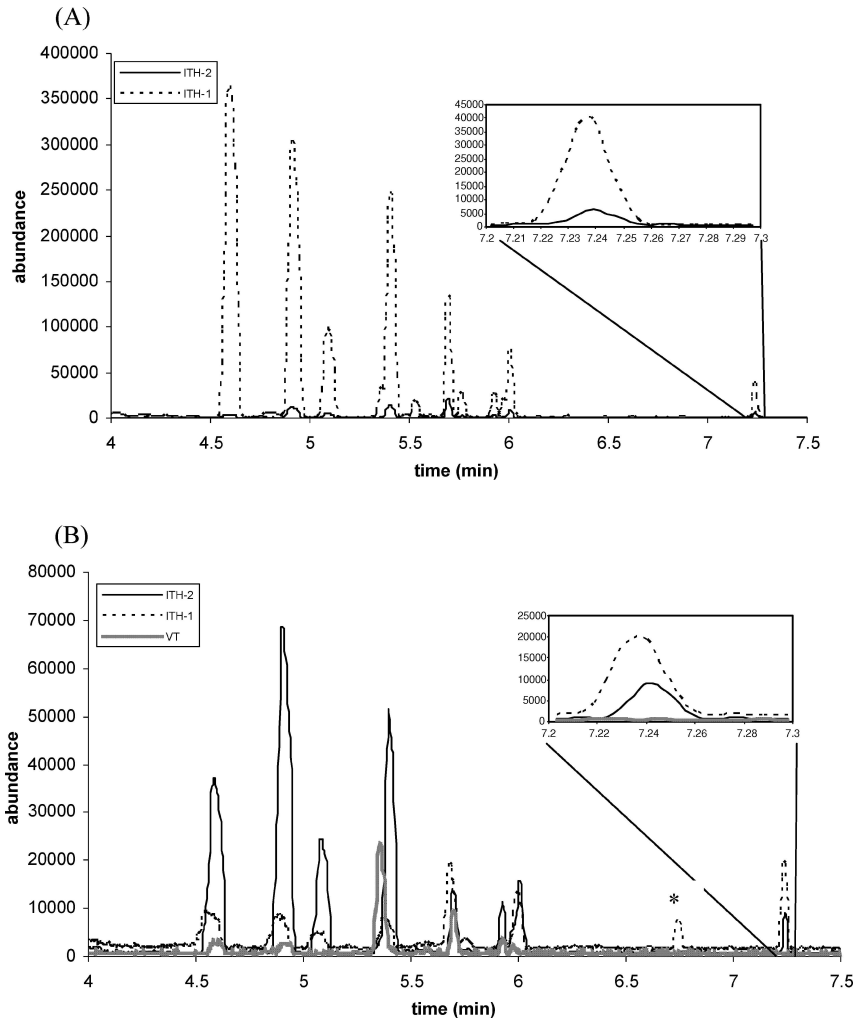 (A)
400000
350000
300000
250000
200000
150000
100000
50000
0
abundance
ITH-2
ITH-1
45000
40000
35000
30000
25000
20000
15000
10000
5000
0
7.2 7.21 7.22 7.23 7.24 7.25 7.26 7.27 7.28 7.29 7.3
4 4.5 5 5.5 6 6.5 7 7.5
time (min)
(B)
80000
70000
60000
50000
40000
30000
20000
10000
0
abundance
ITH-2
ITH-1
VT
25000
20000
15000
10000
5000
0
7.2 7.22 7.24 7.26 7.28 7.3
*
4 4.5 5 5.5 6 6.5 7 7.5
time (min)